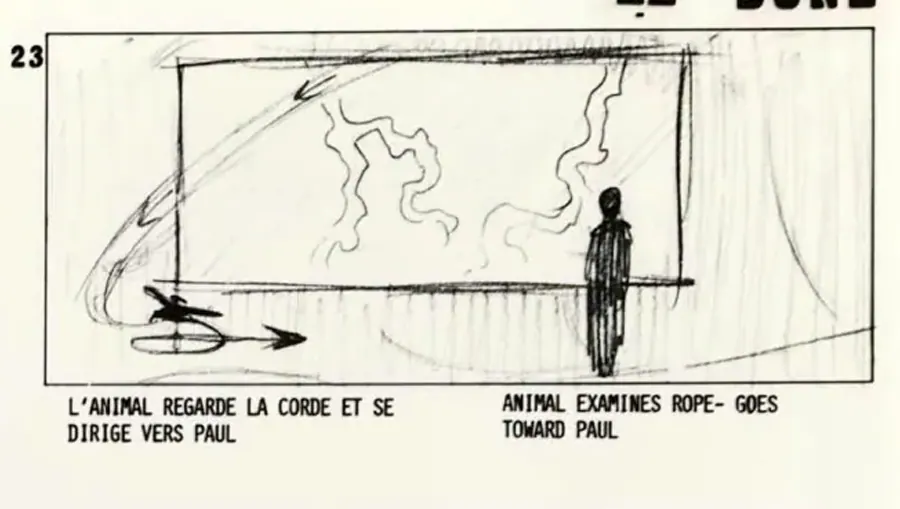 23
L'ANIMAL REGARDE LA CORDE ET SE
DIRIGE VERS PAUL
ANIMAL EXAMINES ROPE- GOES
TOWARD PAUL